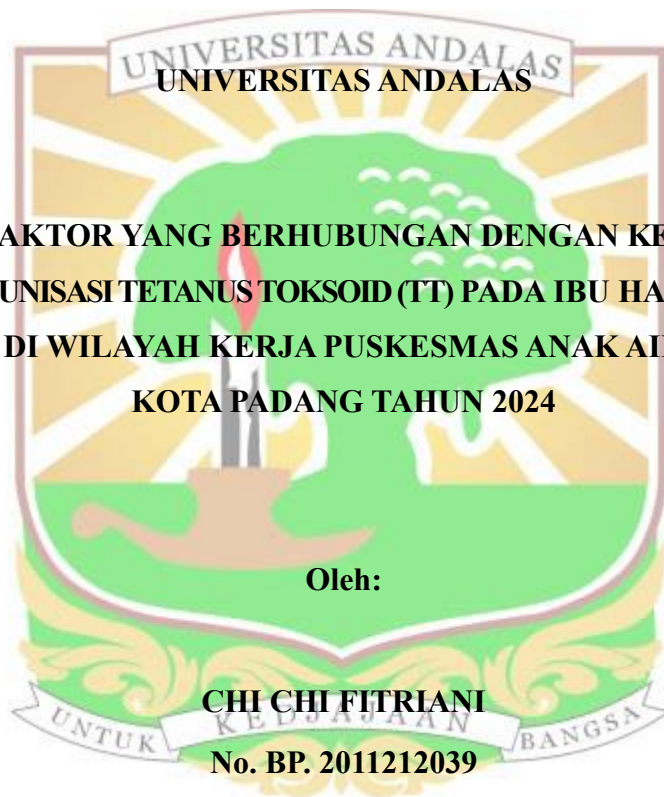 UNIVERSITAS ANDALAS
UNIVERSITAS ANDALAS
AKTOR YANG BERHUBUNGAN DENGAN KE
UNISASI TETANUS TOKSOID (TT) PADA IBU HA
DI WILAYAH KERJA PUSKESMAS ANAK AI
KOTA PADANG TAHUN 2024
Oleh:
CHI CHI FITRIANI
UNTUK KEDJAJAAN BANGSA
No. BP. 2011212039